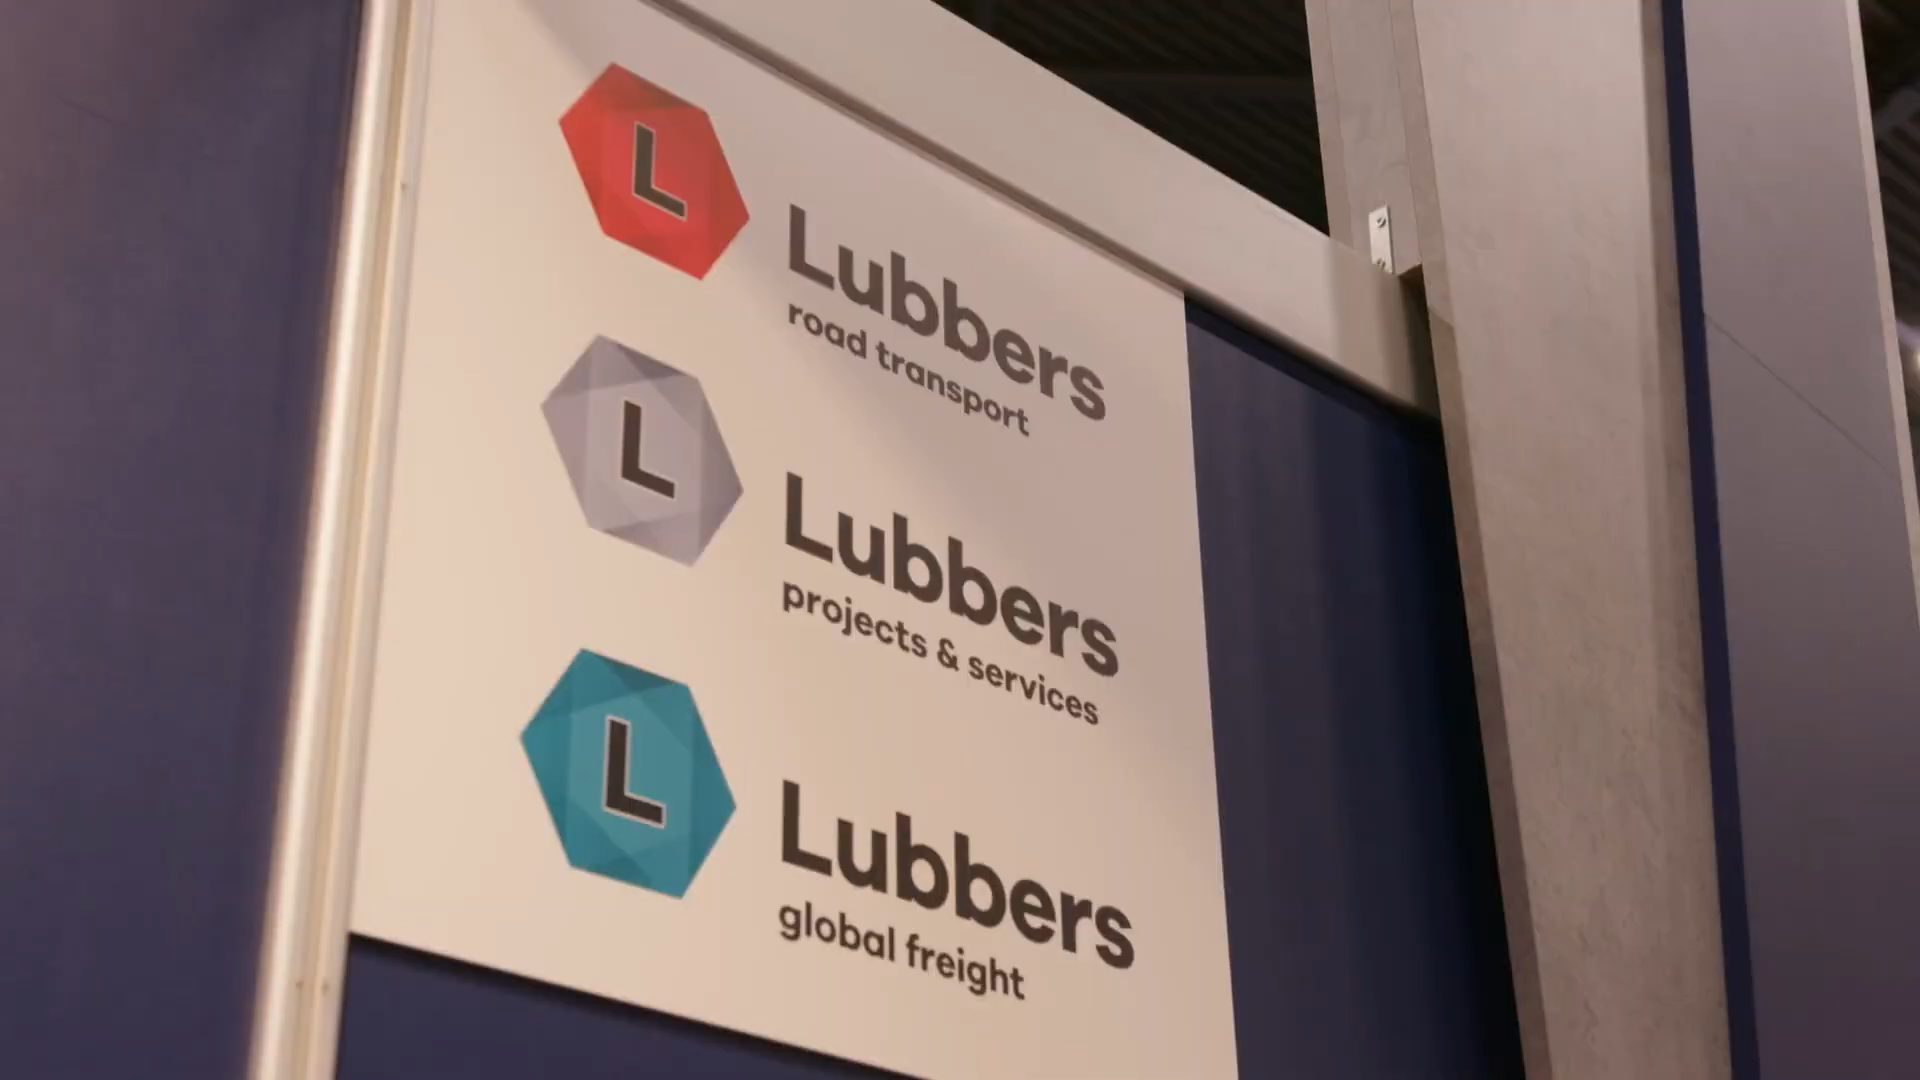 L
Lubbers
road transport
L
Lubbers
projects & services
L
Lubbers
global freight